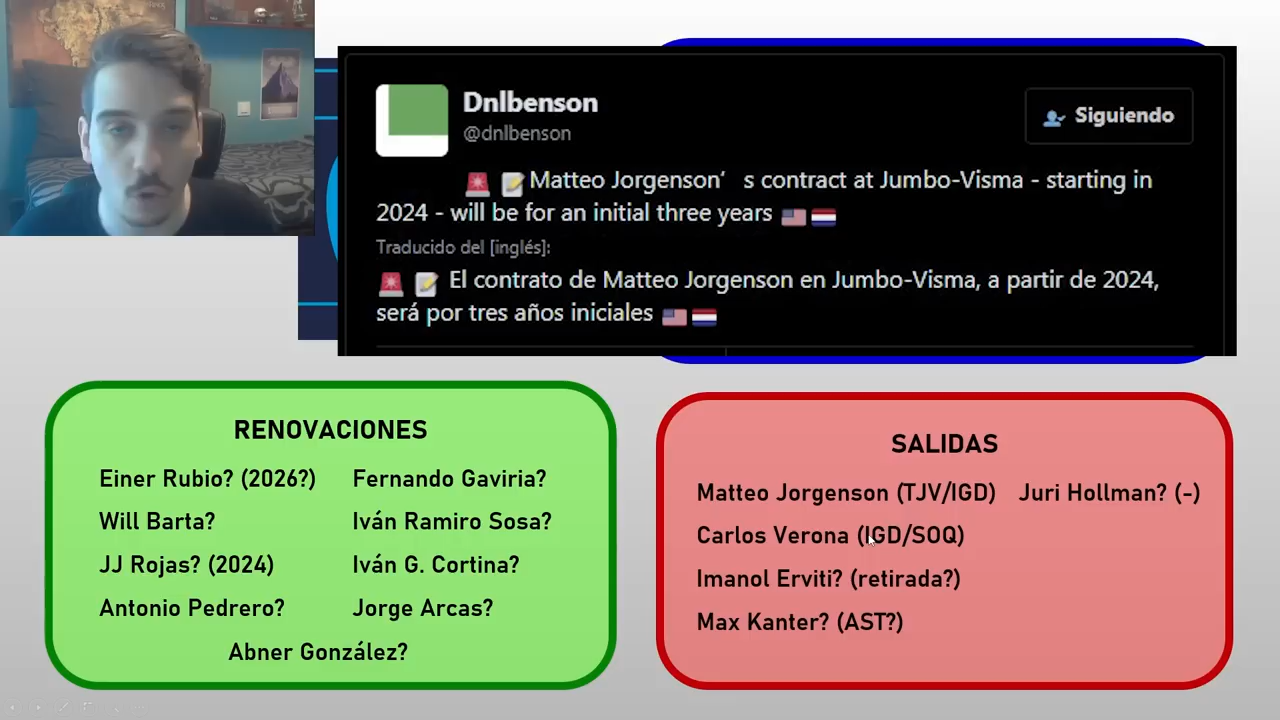 Dnlbenson
@dnlbenson
Siguiendo
Matteo Jorgenson’ s contract at Jumbo-Visma - starting in
2024 - will be for an initial three years
Traducido del [inglés]:
El contrato de Matteo Jorgenson en Jumbo-Visma, a partir de 2024,
será por tres años iniciales
RENOVACIONES
Einer Rubio? (2026?) Fernando Gaviria?
Will Barta? Iván Ramiro Sosa?
JJ Rojas? (2024) Iván G. Cortina?
Antonio Pedrero? Jorge Arcas?
Abner González?
SALIDAS
Matteo Jorgenson (TJV/IGD) Juri Hollman? (-)
Carlos Verona (IGD/SOQ)
Imanol Erviti? (retirada?)
Max Kanter? (AST?)